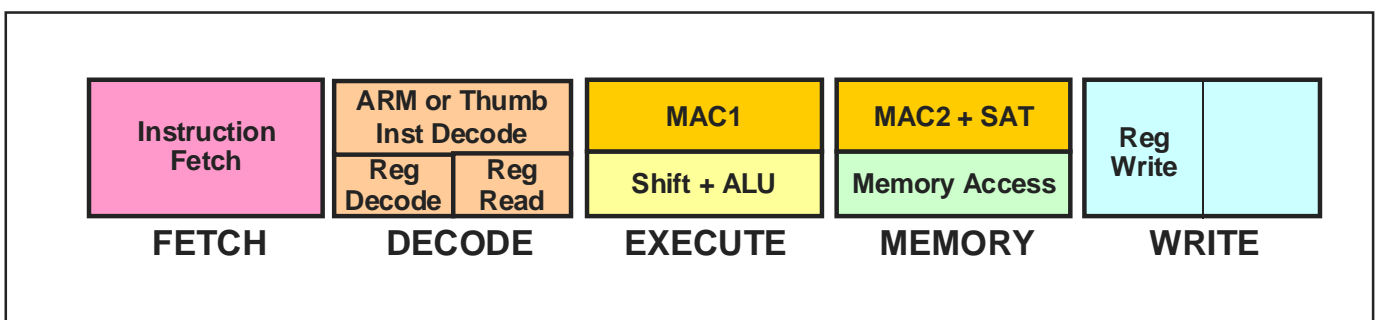 Instruction
Fetch
ARM or Thumb
Inst Decode
Reg
Decode
Reg
Read
MAC1
Shift + ALU
MAC2 + SAT
Memory Access
Reg
Write
FETCH
DECODE
EXECUTE
MEMORY
WRITE